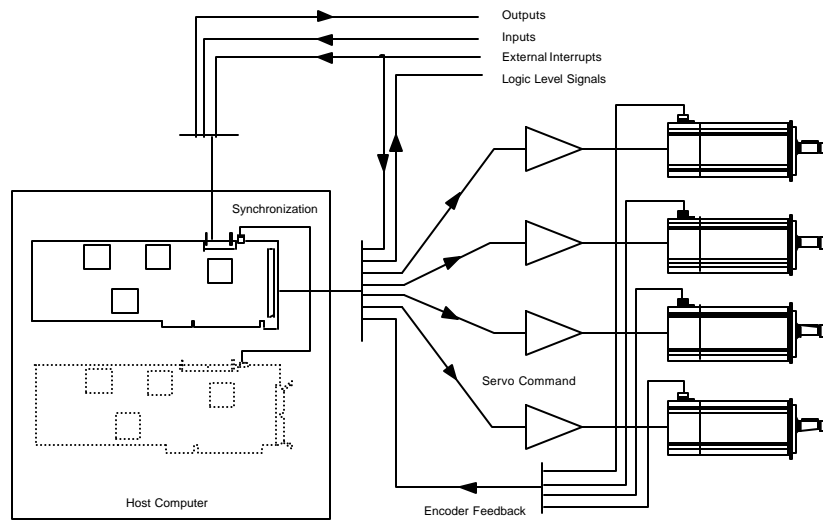 Outputs
Inputs
External Interrupts
Logic Level Signals
Synchronization
Servo Command
Host Computer
Encoder Feedback